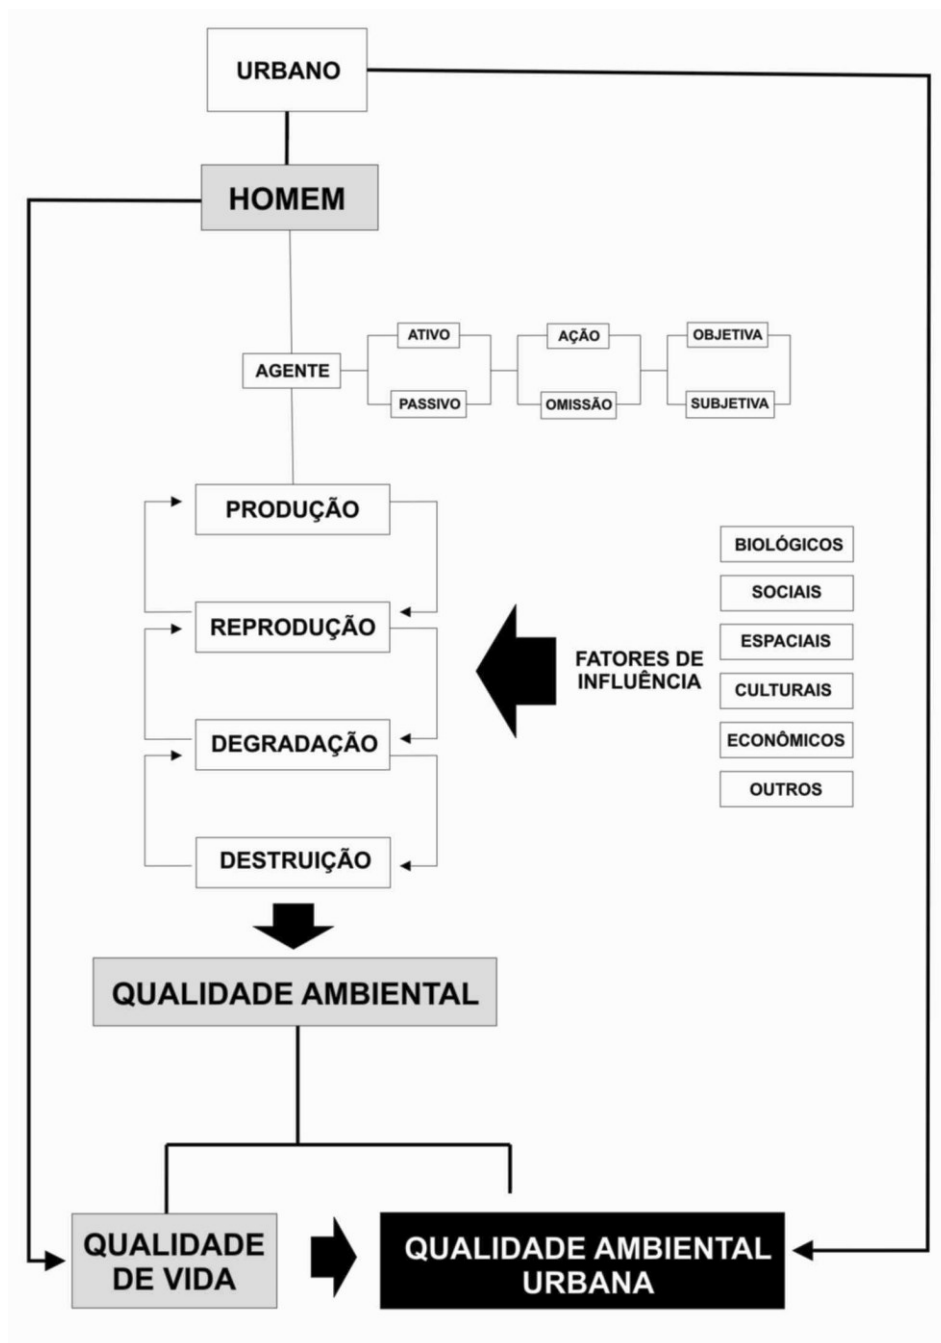 URBANO
HOMEM
ATIVO
AÇÃO
OBJETIVA
AGENTE
PASSIVO
OMISSÃO
SUBJETIVA
PRODUÇÃO
REPRODUÇÃO
DEGRADAÇÃO
DESTRUIÇÃO
FATORES DE
INFLUÊNCIA
BIOLÓGICOS
SOCIAIS
ESPACIAIS
CULTURAIS
ECONÔMICOS
OUTROS
QUALIDADE AMBIENTAL
QUALIDADE
DE VIDA
QUALIDADE AMBIENTAL
URBANA